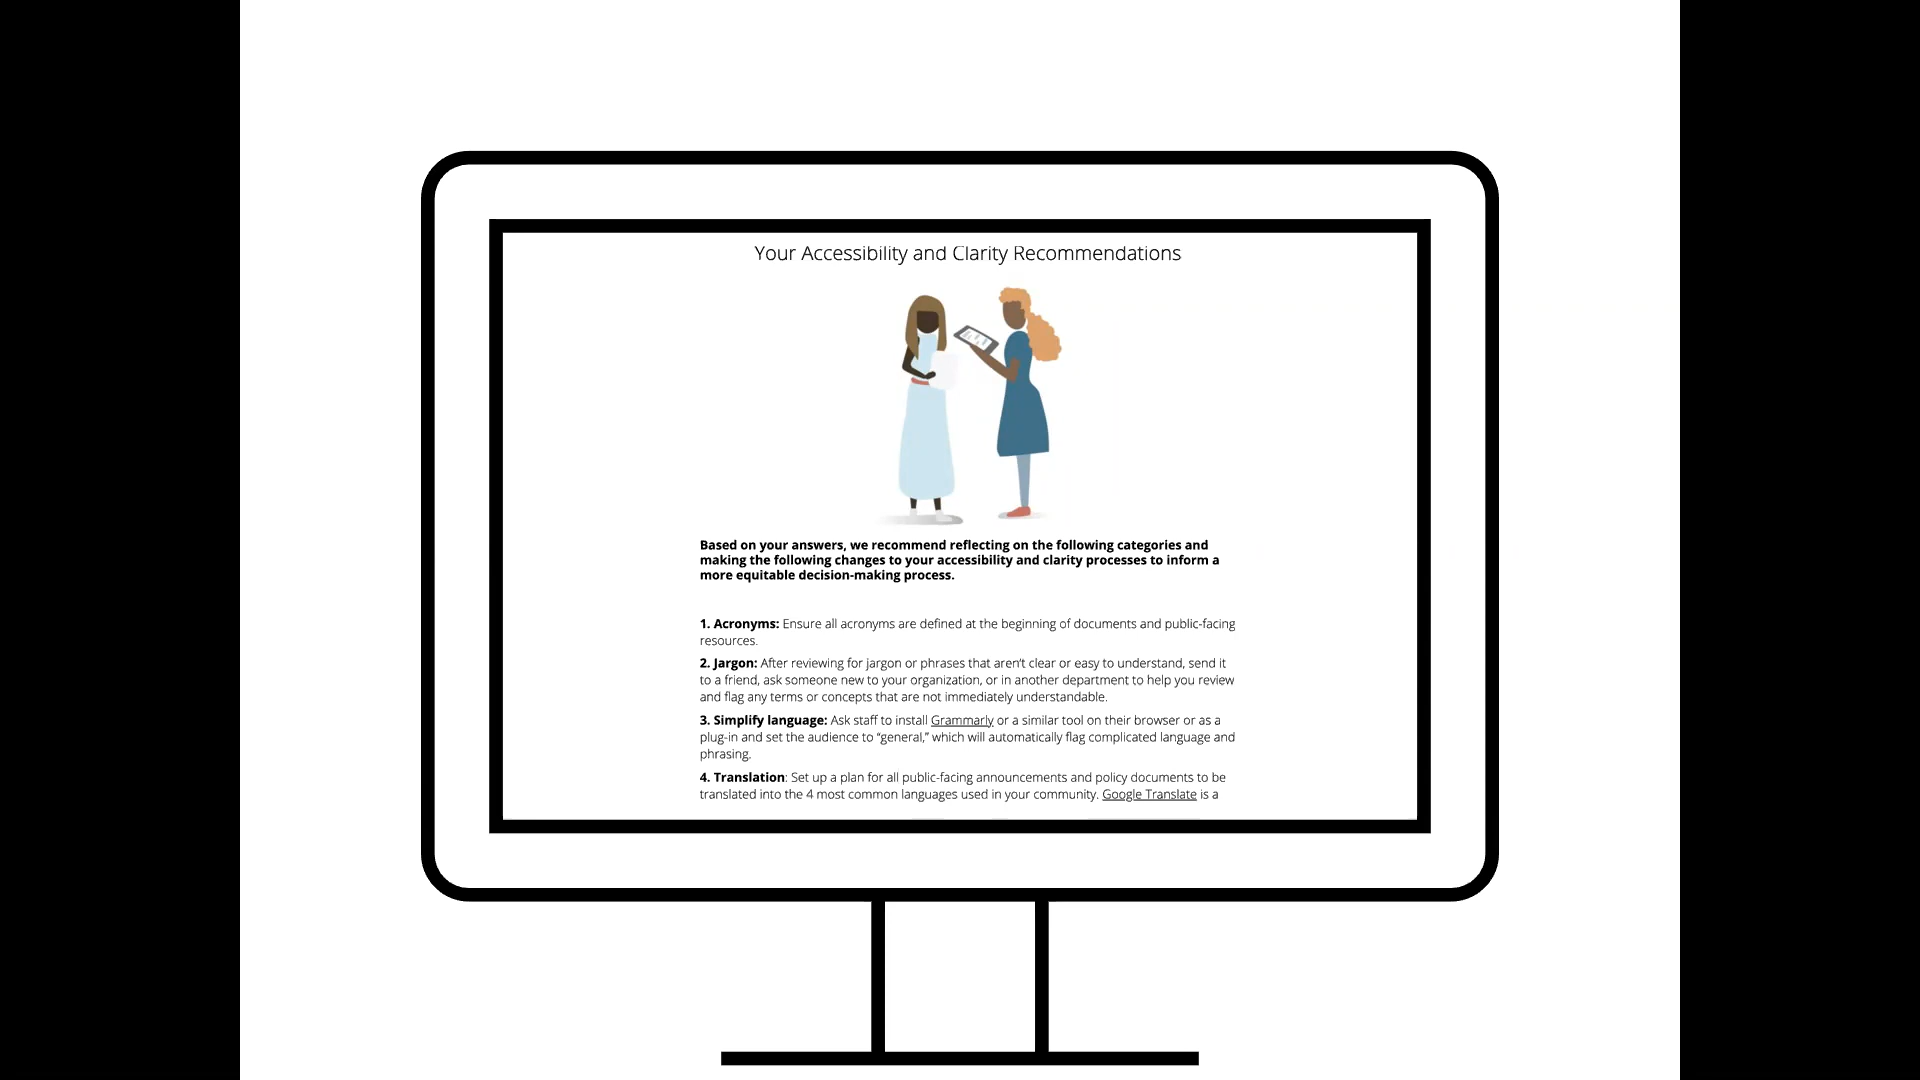 Your Accessibility and Clarity Recommendations
Based on your answers, we recommend reflecting on the following categories and
making the following changes to your accessibility and clarity processes to inform a
more equitable decision-making process.
1. Acronyms: Ensure all acronyms are defined at the beginning of documents and public-facing
resources.
2. Jargon: After reviewing for jargon or phrases that aren't clear or easy to understand, send it
to a friend, ask someone new to your organization, or in another department to help you review
and flag any terms or concepts that are not immediately understandable.
3. Simplify language: Ask staff to install Grammarly or a similar tool on their browser or as a
plug-in and set the audience to “general,” which will automatically flag complicated language and
phrasing.
4. Translation: Set up a plan for all public-facing announcements and policy documents to be
translated into the 4 most common languages used in your community. Google Translate is a